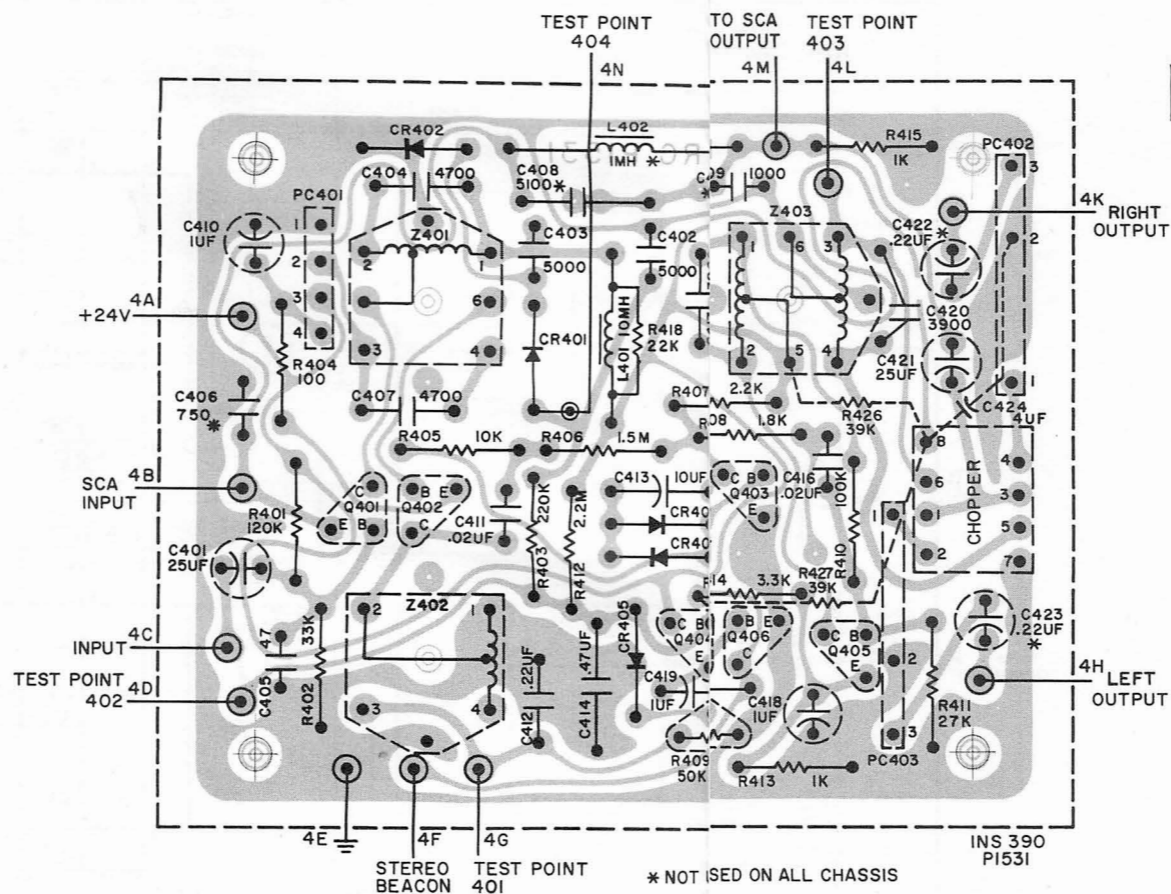 TEST POINT
404
4N
TO SCA
OUTPUT
4M
TEST POINT
403
4L
CR402
L402
1MH *
R415
1K
PC402
3
2
1
C404
4700
C408
5100*
1000
PC401
1
2
3
4
C410
1UF
Z401
2
1
6
3
4
C403
5000
C402
5000
Z403
1
6
3
2
5
4
C422
.22UF*
4K
RIGHT
OUTPUT
4A
+24V
R404
100
CR401
L401 10MH
R418
22K
C420
3900
C421
25UF
C406
750
*
C407
4700
R407
2.2K
R426
39K
C424
4UF
R405
10K
R406
1.5M
1.8K
4B
SCA
INPUT
R401
120K
C
Q401
E
B
B
E
Q402
C
C411
.02UF
220K
R403
2.2M
R412
C413
10UF
C
B
Q403
E
C416
.02UF
100K
R410
8
6
1
2
4
3
5
7
CHOPPER
C401
25UF
3.3K
R427
39K
4C
INPUT
47
C405
33K
R402
Z402
2
1
3
4
.22UF
C412
.47UF
C414
CR405
C
B
E
B
E
Q406
C
C
B
Q405
E
1
2
3
PC403
C423
.22UF
*
TEST POINT
402
4D
C419
1UF
C418
1UF
R411
27K
4H
LEFT
OUTPUT
R409
50K
R413
1K
4E
4F
4G
STEREO
BEACON
TEST POINT
401
INS 390
P1531
* NOT SED ON ALL CHASSIS